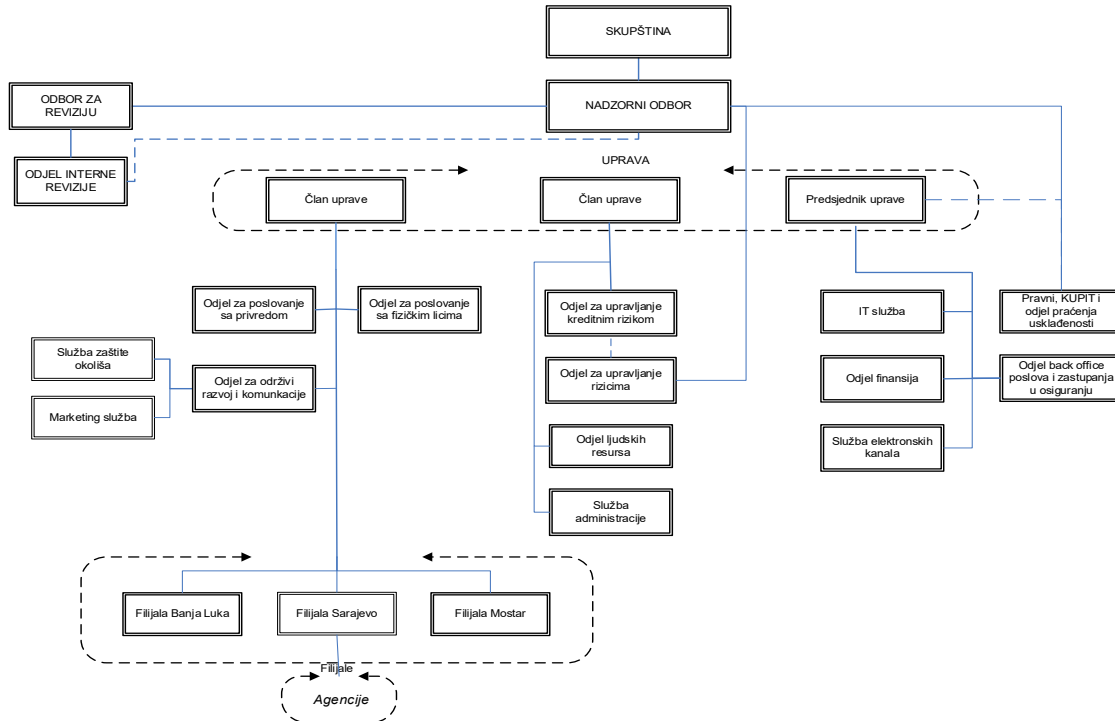 SKUPŠTINA
ODBOR ZA
REVIZIJU
NADZORNI ODBOR
ODJEL INTERNE
REVIZIJE
UPRAVA
Član uprave
Član uprave
Predsjednik uprave
Odjel za poslovanje
sa privredom
Odjel za poslovanje
sa fizičkim licima
Odjel za upravljanje
kreditnim rizikom
IT služba
Pravni, KUPIT i
odjel praćenja
usklađenosti
Služba zaštite
okoliša
Odjel za održivi
razvoj i komunkacije
Marketing služba
Odjel za upravljanje
rizicima
Odjel finansija
Odjel back office
poslova i zastupanja
u osiguranju
Odjel ljudskih
resursa
Služba elektronskih
kanala
Služba
administracije
Filijala Banja Luka
Filijala Sarajevo
Filijala Mostar
Filijale
Agencije